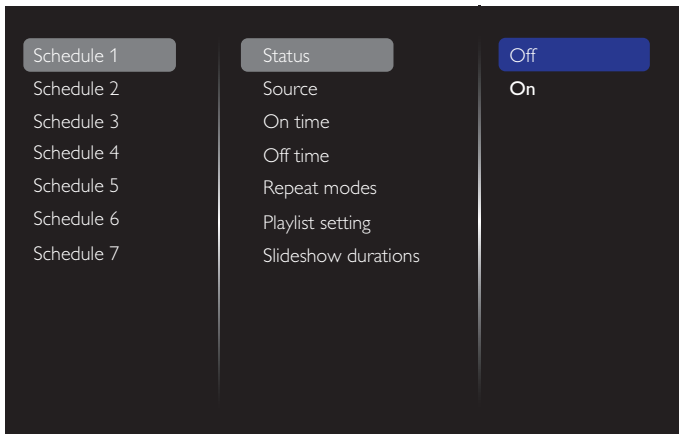 Schedule 1
Schedule 2
Schedule 3
Schedule 4
Schedule 5
Schedule 6
Schedule 7
Status
Source
On time
Off time
Repeat modes
Playlist setting
Slideshow durations
Off
On